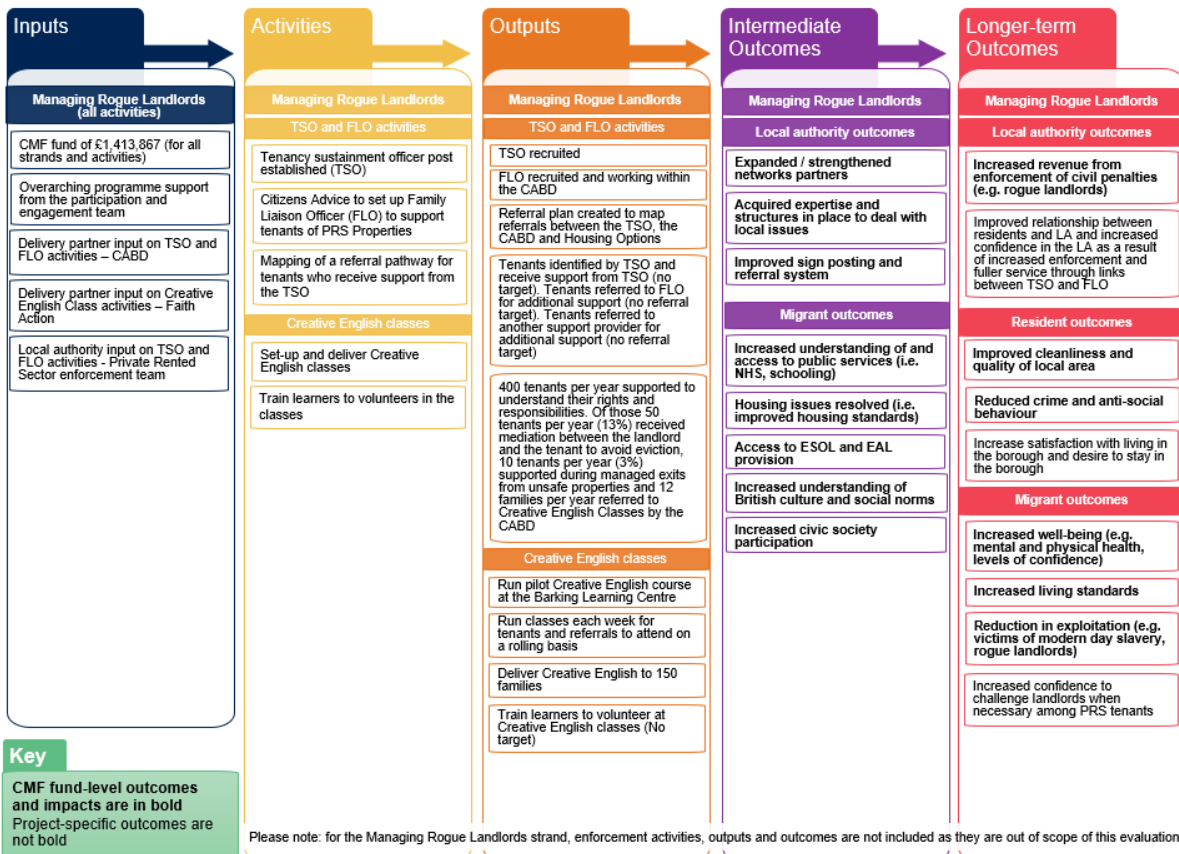 Inputs
Managing Rogue Landlords
(all activities)
CMF fund of £1,413,867 (for all
strands and activities)
Overarching programme support
from the participation and
engagement team
Delivery partner input on TSO and
FLO activities – CABD
Delivery partner input on Creative
English Class activities – Faith
Action
Local authority input on TSO and
FLO activities - Private Rented
Sector enforcement team
Key
CMF fund-level outcomes
and impacts are in bold
Project-specific outcomes are
not bold
Activities
Managing Rogue Landlords
TSO and FLO activities
Tenancy sustainment officer post
established (TSO)
Citizens Advice to set up Family
Liaison Officer (FLO) to support
tenants of PRS Properties
Mapping of a referral pathway for
tenants who receive support from
the TSO
Creative English classes
Set-up and deliver Creative
English classes
Train learners to volunteers in the
classes
Outputs
Managing Rogue Landlords
TSO and FLO activities
TSO recruited
FLO recruited and working within
the CABD
Referral plan created to map
referrals between the TSO, the
CABD and Housing Options
Tenants identified by TSO and
receive support from TSO (no
target). Tenants referred to FLO
for additional support (no referral
target). Tenants referred to
another support provider for
additional support (no referral
target)
400 tenants per year supported to
understand their rights and
responsibilities. Of those 50
tenants per year (13%) received
mediation between the landlord
and the tenant to avoid eviction,
10 tenants per year (3%)
supported during managed exits
from unsafe properties and 12
families per year referred to
Creative English Classes by the
CABD
Creative English classes
Run pilot Creative English course
at the Barking Learning Centre
Run classes each week for
tenants and referrals to attend on
a rolling basis
Deliver Creative English to 150
families
Train learners to volunteer at
Creative English classes (No
target)
Intermediate
Outcomes
Managing Rogue Landlords
Local authority outcomes
Expanded / strengthened
networks partners
Acquired expertise and
structures in place to deal with
local issues
Improved sign posting and
referral system
Migrant outcomes
Increased understanding of and
access to public services (i.e.
NHS, schooling)
Housing issues resolved (i.e.
improved housing standards)
Access to ESOL and EAL
provision
Increased understanding of
British culture and social norms
Increased civic society
participation
Longer-term
Outcomes
Managing Rogue Landlords
Local authority outcomes
Increased revenue from
enforcement of civil penalties
(e.g. rogue landlords)
Improved relationship between
residents and LA and increased
confidence in the LA as a result
of increased enforcement and
fuller service through links
between TSO and FLO
Resident outcomes
Improved cleanliness and
quality of local area
Reduced crime and anti-social
behaviour
Increase satisfaction with living in
the borough and desire to stay in
the borough
Migrant outcomes
Increased well-being (e.g.
mental and physical health,
levels of confidence)
Increased living standards
Reduction in exploitation (e.g.
victims of modern day slavery,
rogue landlords)
Increased confidence to
challenge landlords when
necessary among PRS tenants
Please note: for the Managing Rogue Landlords strand, enforcement activities, outputs and outcomes are not included as they are out of scope of this evaluation